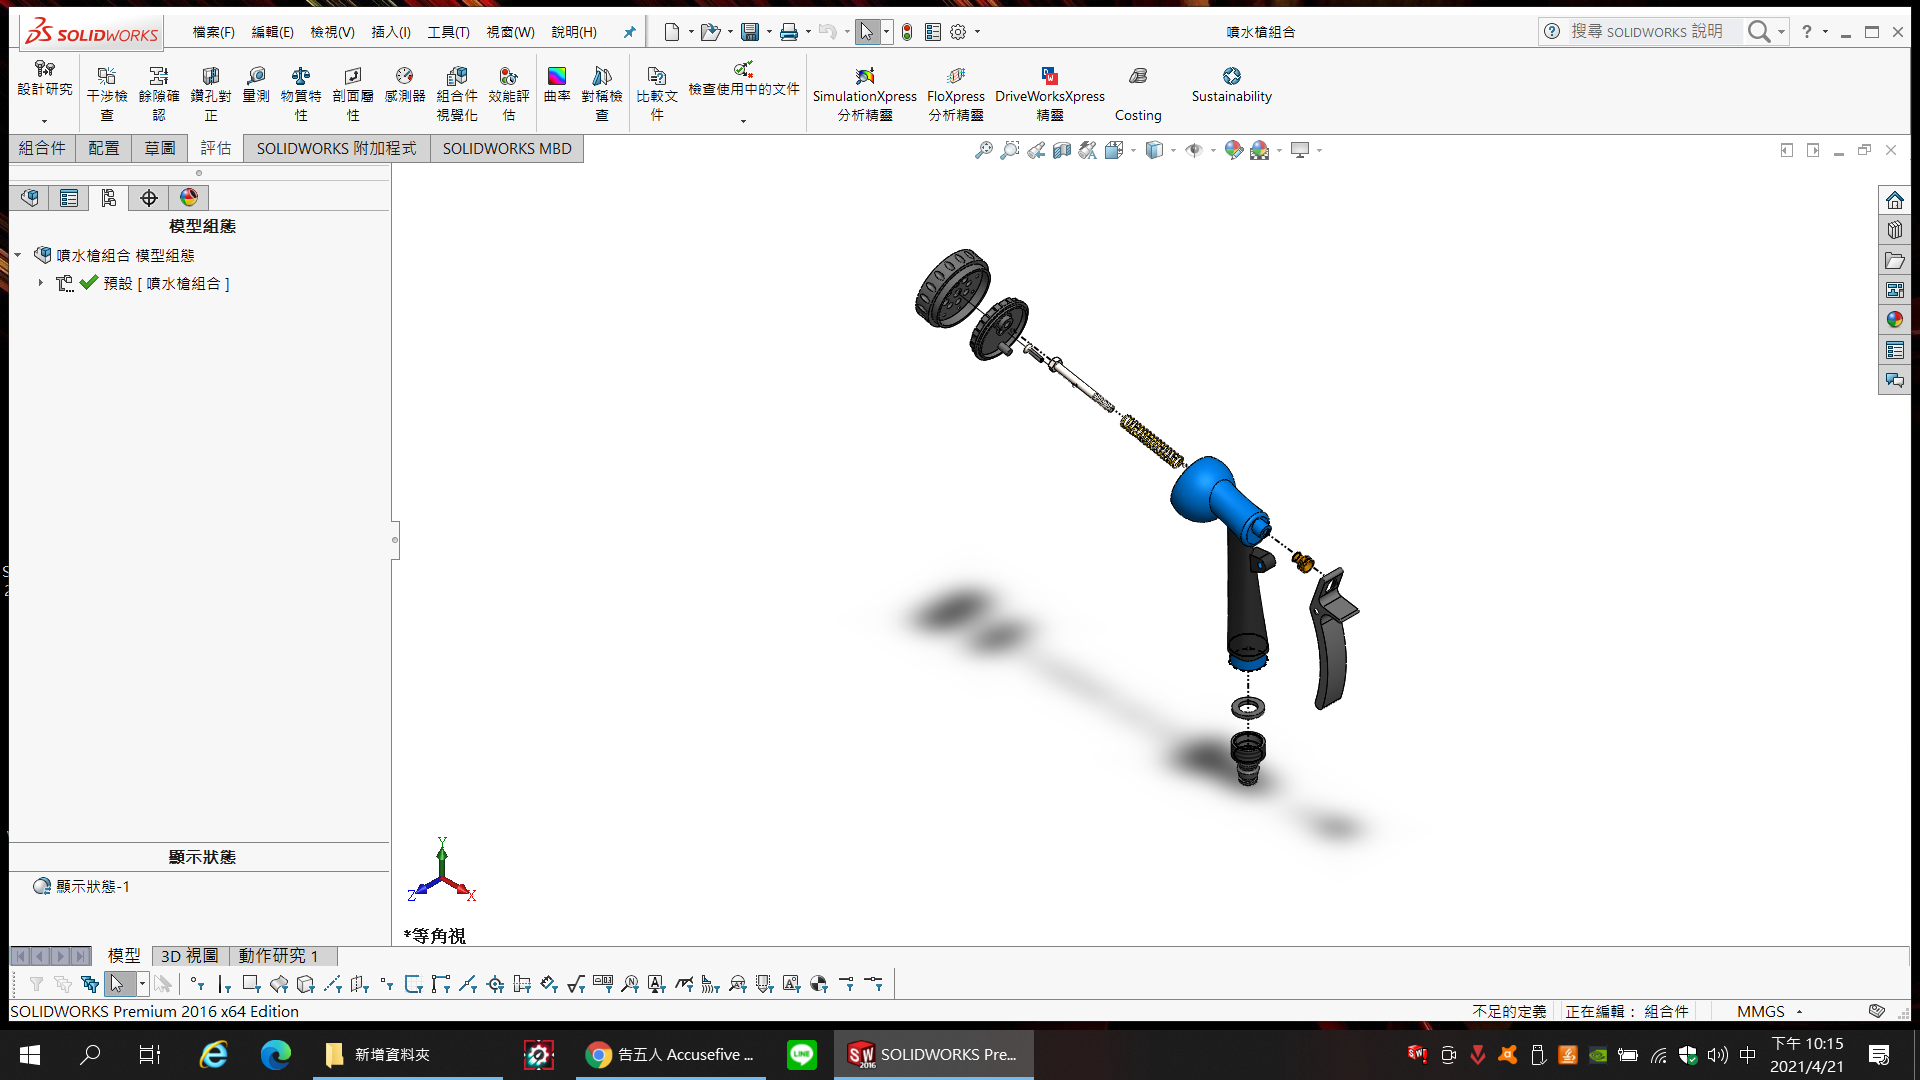 SOLIDWORKS
檔案(F) 編輯(E) 檢視(V) 插入(I) 工具(T) 視窗(W) 說明(H)
噴水槍組合
搜尋 SOLIDWORKS 說明
設計研究
干涉檢查
餘隙確認
鑽孔對正
量測
物質特性
剖面屬性
感測器
組合件視覺化
效能評估
曲率
對稱檢查
比較文件
檢查使用中的文件
SimulationXpress 分析精靈
FloXpress 分析精靈
DriveWorksXpress 精靈
Costing
Sustainability
組合件 配置 草圖 評估 SOLIDWORKS 附加程式 SOLIDWORKS MBD
模型組態
噴水槍組合 模型組態
預設 [ 噴水槍組合 ]
顯示狀態
顯示狀態-1
Y
Z
X
*等角視
模型 3D 視圖 動作研究 1
SOLIDWORKS Premium 2016 x64 Edition
不足的定義 正在編輯： 組合件 MMGS
新增資料夾
告五人 Accusefive ...
LINE
SW 2016
SOLIDWORKS Pre...
中
下午 10:15
2021/4/21